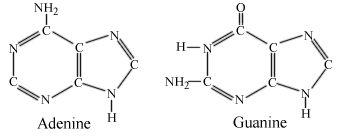 NH2 O
C N H–N C N
N C C C
C C C NH2–C C C
N N N N
H H
Adenine Guanine